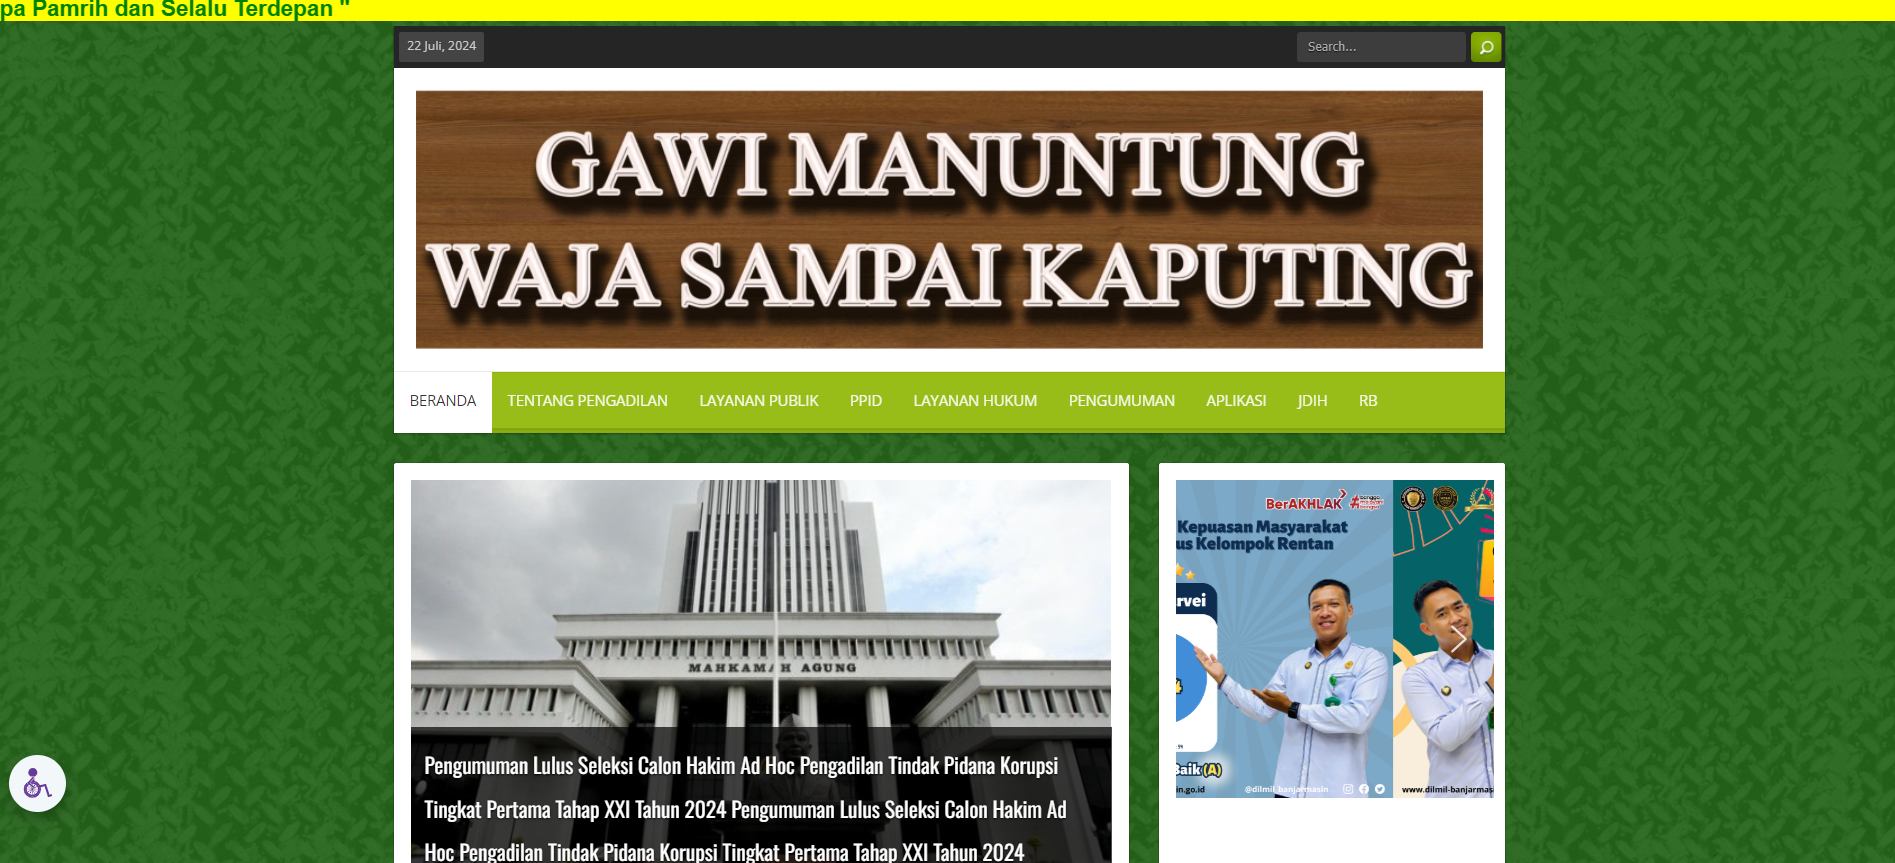 pa Pamrih dan Selalu Terdepan "
22 Juli, 2024
Search...
GAWI MANUNTUNG
WAJA SAMPAI KAPUTING
BERANDA
TENTANG PENGADILAN
LAYANAN PUBLIK
PPID
LAYANAN HUKUM
PENGUMUMAN
APLIKASI
JDIH
RB
MAHKAMAH AGUNG
Pengumuman Lulus Seleksi Calon Hakim Ad Hoc Pengadilan Tindak Pidana Korupsi
Tingkat Pertama Tahap XXI Tahun 2024 Pengumuman Lulus Seleksi Calon Hakim Ad
Hoc Pengadilan Tindak Pidana Korupsi Tingkat Pertama Tahap XXI Tahun 2024
BerAKHLAK
#bangga
melayani
bangsa
Kepuasan Masyarakat
us Kelompok Rentan
rvei
4
"
Baik (A)
in.go.id
@dilmil_banjarmasin
www.dilmil-banjarmasi